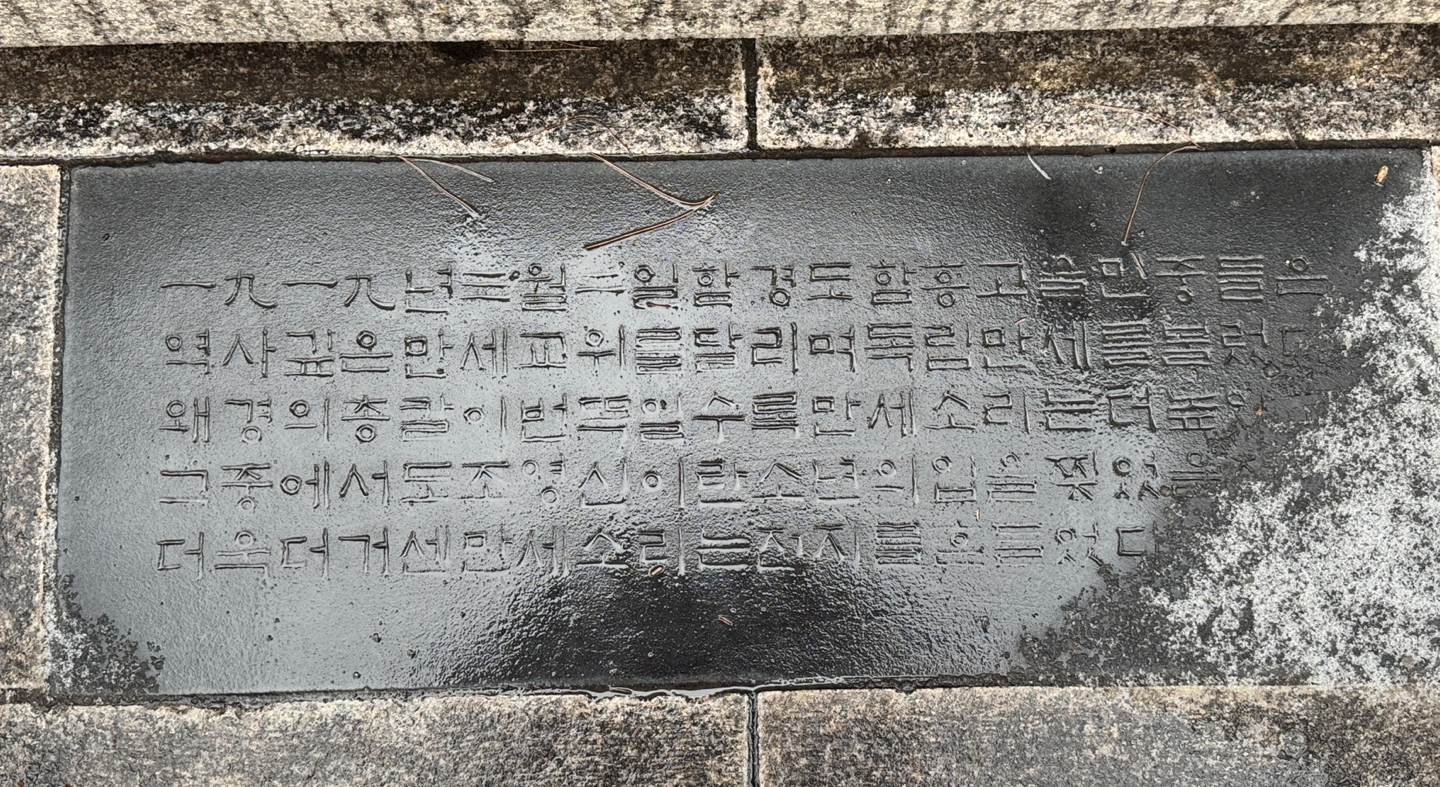 一九一九년三월二일함경도함흥고을민중들은
역사깊은만세교위를달리며독립만세를불렀다
왜경의총칼이번뜩일수록만세소리는더높았
그중에서도조영신이란소년의입을찢었
더욱더거센만세소리는천지를흔들었다